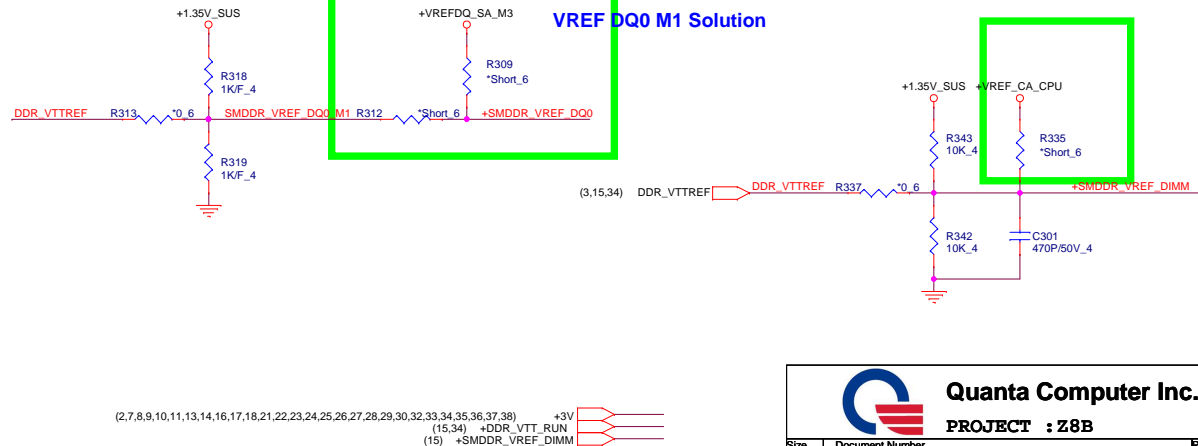 +1.35V_SUS
+VREFDQ_SA_M3
VREF DQ0 M1 Solution
R318
1K/F_4
R309
*Short_6
DDR_VTTREF
R313
*0_6
SMDDR_VREF_DQ0_M1
R312
*Short_6
+SMDDR_VREF_DQ0
R319
1K/F_4
+1.35V_SUS
+VREF_CA_CPU
R343
10K_4
R335
*Short_6
(3,15,34) DDR_VTTREF
DDR_VTTREF
R337
*0_6
+SMDDR_VREF_DIMM
R342
10K_4
C301
470P/50V_4
(2,7,8,9,10,11,13,14,16,17,18,21,22,23,24,25,26,27,28,29,30,32,33,34,35,36,37,38) +3V
(15,34) +DDR_VTT_RUN
(15) +SMDDR_VREF_DIMM
Quanta Computer Inc.
PROJECT : Z8B
Size Document Number